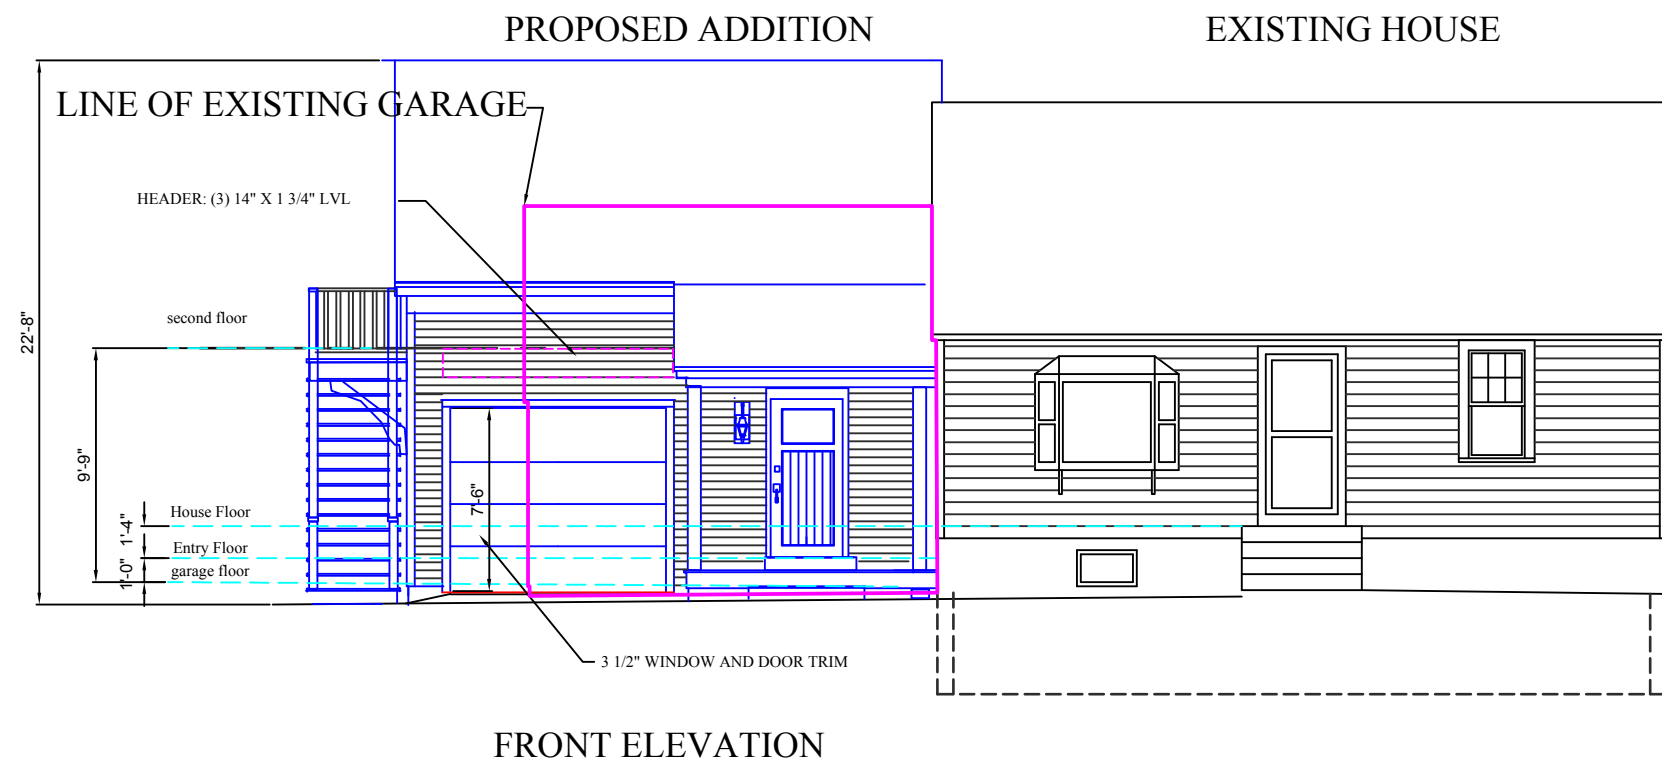 PROPOSED ADDITION
EXISTING HOUSE
LINE OF EXISTING GARAGE
HEADER: (3) 14" X 1 3/4" LVL
second floor
22'-8"
9'-9"
7'-6"
House Floor
1'-4"
Entry Floor
1'-0"
garage floor
3 1/2" WINDOW AND DOOR TRIM
FRONT ELEVATION